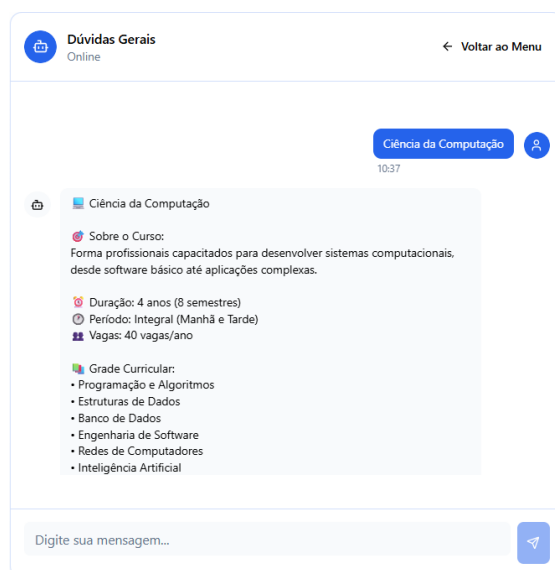 Dúvidas Gerais
Online
Voltar ao Menu
Ciência da Computação
10:37
Ciência da Computação
Sobre o Curso:
Forma profissionais capacitados para desenvolver sistemas computacionais,
desde software básico até aplicações complexas.
Duração: 4 anos (8 semestres)
Período: Integral (Manhã e Tarde)
Vagas: 40 vagas/ano
Grade Curricular:
• Programação e Algoritmos
• Estruturas de Dados
• Banco de Dados
• Engenharia de Software
• Redes de Computadores
• Inteligência Artificial
Digite sua mensagem...